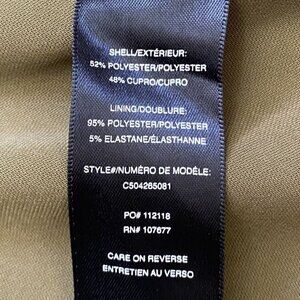 SHELL/EXTÉRIEUR:
52% POLYESTER/POLYESTER
48% CUPRO/CUPRO
LINING/DOUBLURE:
95% POLYESTER/POLYESTER
5% ELASTANE/ÉLASTHANNE
STYLE#/NUMÉRO DE MODÈLE:
C504265081
PO# 112118
RN# 107677
CARE ON REVERSE
ENTRETIEN AU VERSO